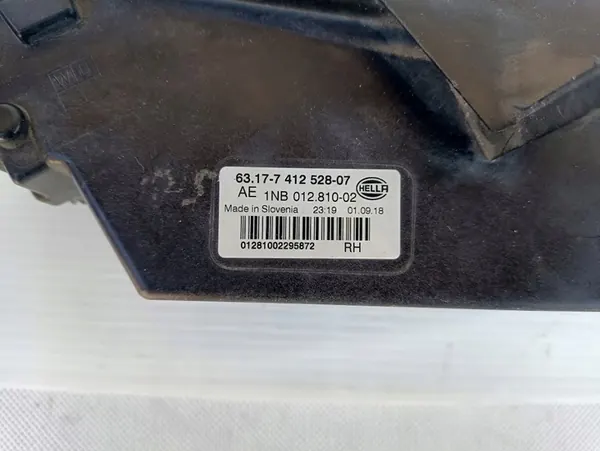 63.17-7 412 528-07
AE 1NB 012.810-02
HELLA
Made in Slovenia 23:19 01.09.18
01281002295872 RH